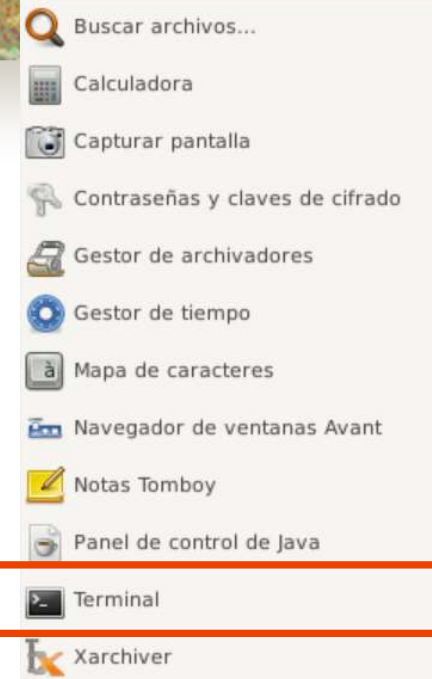 Buscar archivos...
Calculadora
Capturar pantalla
Contraseñas y claves de cifrado
Gestor de archivadores
Gestor de tiempo
à Mapa de caracteres
Navegador de ventanas Avant
Notas Tomboy
Panel de control de Java
Terminal
Xarchiver